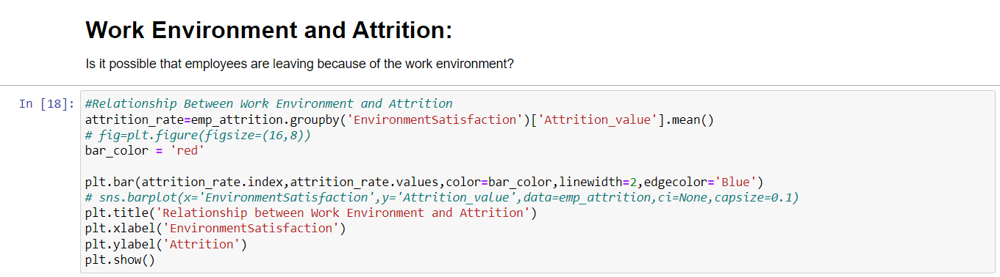 Work Environment and Attrition:
Is it possible that employees are leaving because of the work environment?
In [18]: #Relationship Between Work Environment and Attrition
attrition_rate=emp_attrition.groupby('EnvironmentSatisfaction')['Attrition_value'].mean()
# fig=plt.figure(figsize=(16,8))
bar_color = 'red'
plt.bar(attrition_rate.index,attrition_rate.values,color=bar_color,linewidth=2,edgecolor='Blue')
# sns.barplot(x='EnvironmentSatisfaction',y='Attrition_value',data=emp_attrition,ci=None,capsize=0.1)
plt.title('Relationship between Work Environment and Attrition')
plt.xlabel('EnvironmentSatisfaction')
plt.ylabel('Attrition')
plt.show()